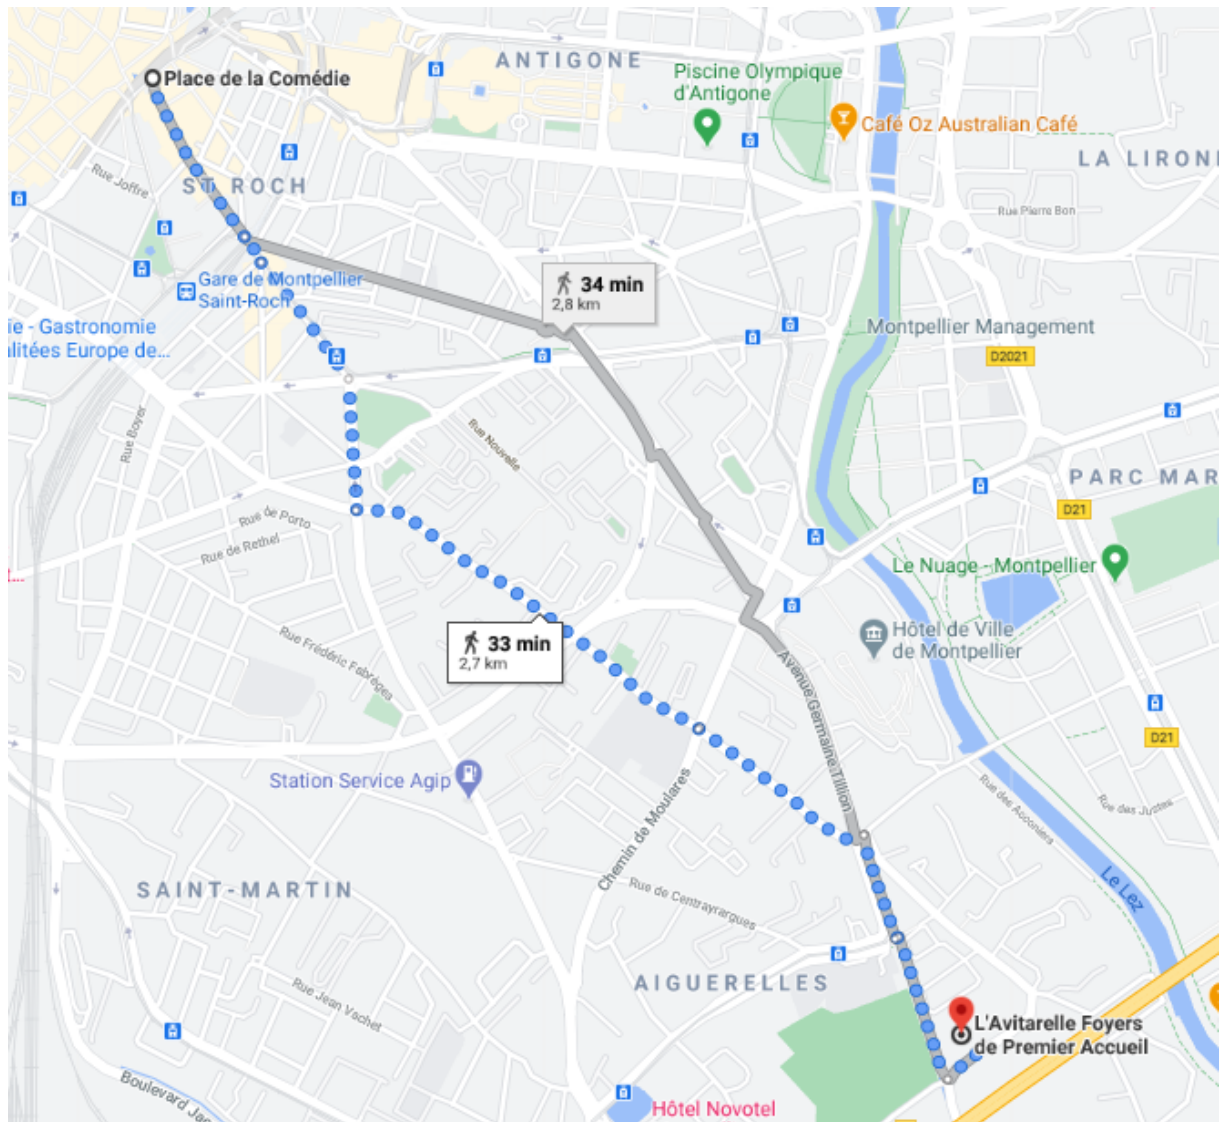 ANTIGONE
Place de la Comédie
Piscine Olympique
d'Antigone
Café Oz Australian Café
LA LIRONI
Rue Joffre
ST ROCH
Rue Pierre Bon
Gare de Montpellier
Saint-Roch
34 min
2,8 km
ie - Gastronomie
alitées Europe de...
Montpellier Management
D2021
Rue Boyer
Rue Nouvelle
PARC MAR
D21
Rue de Porto
Rue de Rethel
Le Nuage - Montpellier
Hôtel de Ville
de Montpellier
33 min
2,7 km
Rue Frédéric Fabrèges
Avenue Germaine Tillion
D21
Station Service Agip
Chemin de Moulares
Rue des Aconiers
Rue des Justes
SAINT-MARTIN
Rue de Centrayrargues
Le Lez
AIGUERELLES
Rue Jean Vachet
L'Avitarelle Foyers
de Premier Accueil
Boulevard Jac
Hôtel Novotel